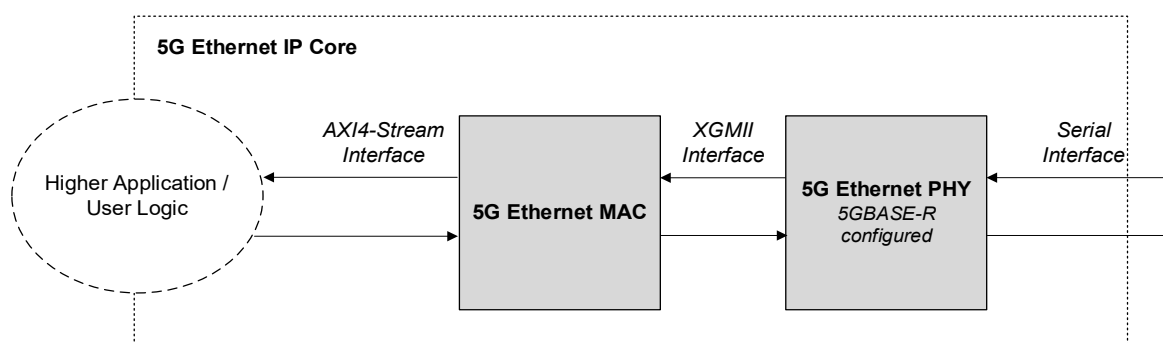 5G Ethernet IP Core
AXI4-Stream
Interface
XGMII
Interface
Serial
Interface
Higher Application /
User Logic
5G Ethernet MAC
5G Ethernet PHY
5GBASE-R
configured